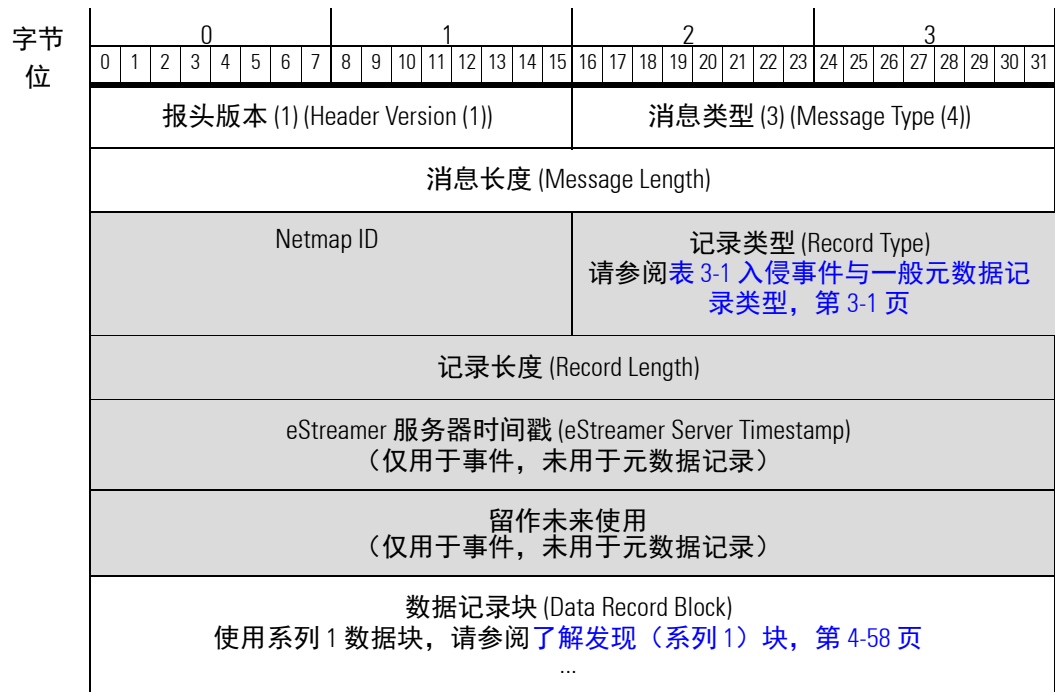 字节 0 1 2 3
位 0 1 2 3 4 5 6 7 8 9 10 11 12 13 14 15 16 17 18 19 20 21 22 23 24 25 26 27 28 29 30 31
报头版本 (1) (Header Version (1)) 消息类型 (3) (Message Type (4))
消息长度 (Message Length)
Netmap ID 记录类型 (Record Type)
请参阅表 3-1 入侵事件与一般元数据记
录类型，第 3-1 页
记录长度 (Record Length)
eStreamer 服务器时间戳 (eStreamer Server Timestamp)
（仅用于事件，未用于元数据记录）
留作未来使用
（仅用于事件，未用于元数据记录）
数据记录块 (Data Record Block)
使用系列 1 数据块，请参阅了解发现（系列 1）块，第 4-58 页
...